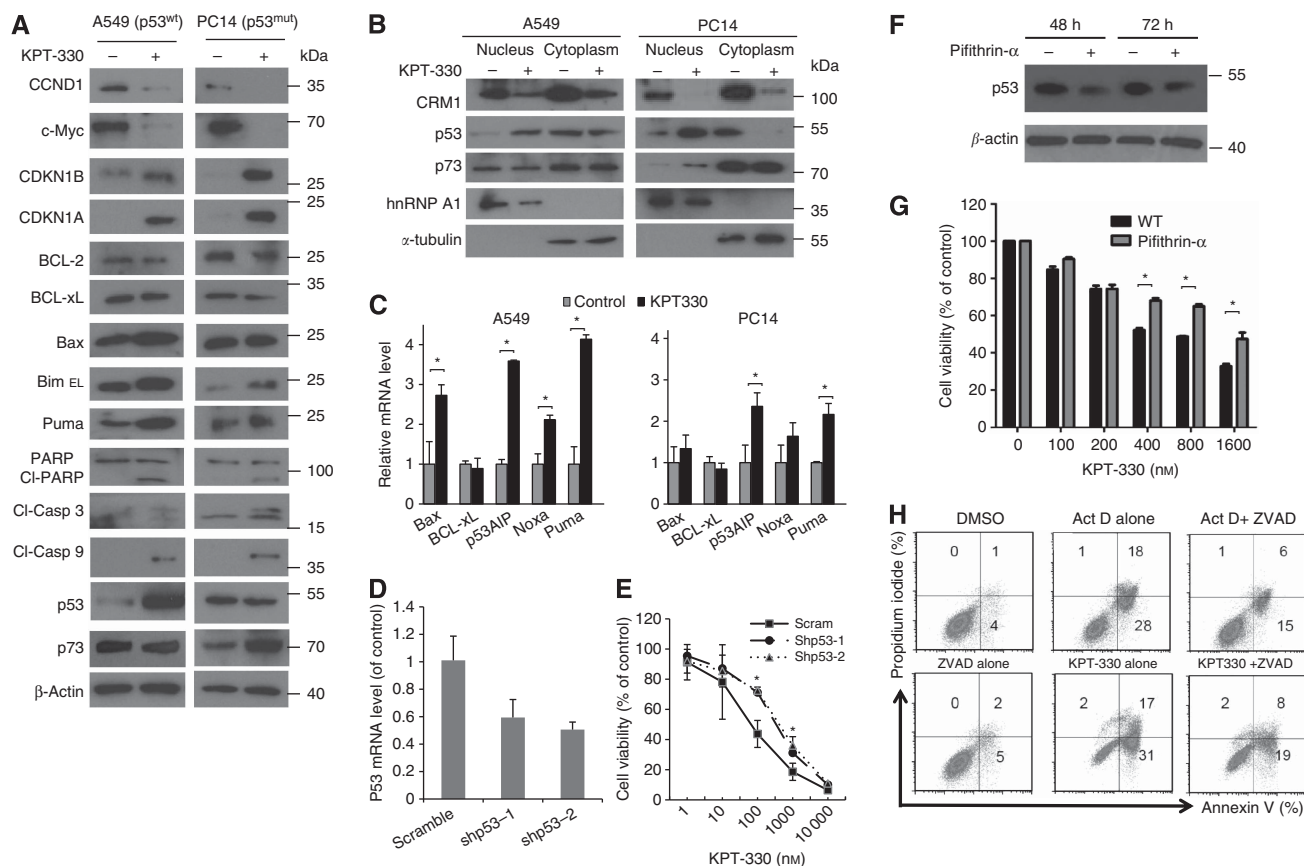 A
A549 (p53wt) PC14 (p53mut)
KPT-330 – + – + kDa
CCND1 35
c-Myc 70
CDKN1B 25
CDKN1A 25
BCL-2 25
BCL-xL 35
Bax 25
Bim EL 25
Puma 25
PARP
Cl-PARP 100
Cl-Casp 3 15
Cl-Casp 9 35
p53 55
p73 70
β-Actin 40
B
A549 PC14
Nucleus Cytoplasm Nucleus Cytoplasm
KPT-330 – + – + – + – + kDa
CRM1 100
p53 55
p73 70
hnRNP A1 35
α-tubulin 55
C
Control KPT330
A549 PC14
Relative mRNA level
4
3
2
1
0
* * * *
Bax BCL-xL p53AIP Noxa Puma
4
3
2
1
0
* *
Bax BCL-xL p53AIP Noxa Puma
D
P53 mRNA level (of control)
1.4
1.2
1
0.8
0.6
0.4
0.2
0
Scramble shp53–1 shp53–2
E
Cell viability (% of control)
120
100
80
60
40
20
0
Scram
Shp53-1
Shp53-2
* *
1 10 100 1000 10 000
KPT-330 (nM)
F
48 h 72 h
Pifithrin-α – + – +
p53 55
β-actin 40
G
Cell viability (% of control)
120
100
80
60
40
20
0
WT
Pifithrin-α
* * *
0 100 200 400 800 1600
KPT-330 (nM)
H
Propidium iodide (%)
DMSO Act D alone Act D+ ZVAD
0 1 1 18 1 6
4 28 15
ZVAD alone KPT-330 alone KPT330 +ZVAD
0 2 2 17 2 8
5 31 19
Annexin V (%)